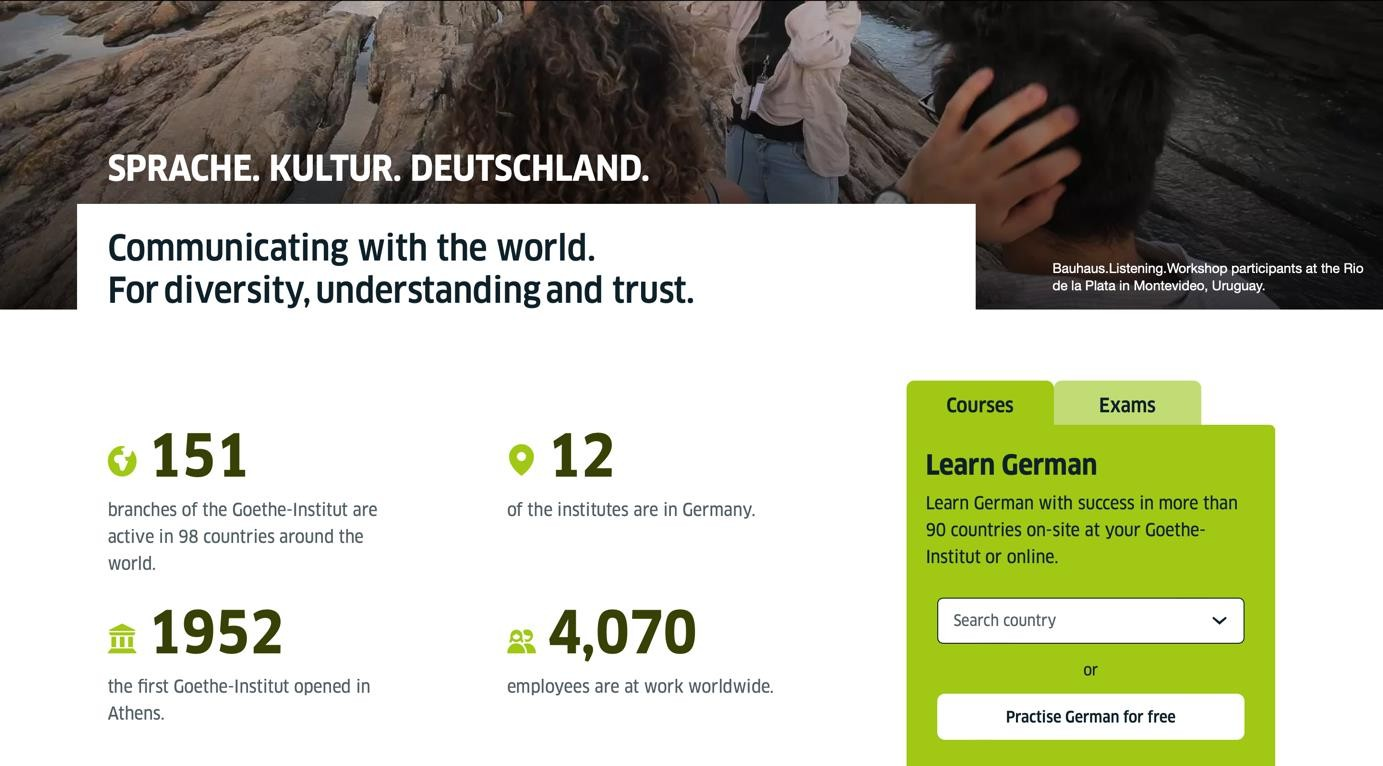 SPRACHE. KULTUR. DEUTSCHLAND.
Communicating with the world.
For diversity, understanding and trust.
Bauhaus.Listening.Workshop participants at the Rio
de la Plata in Montevideo, Uruguay.
151
branches of the Goethe-Institut are
active in 98 countries around the
world.
12
of the institutes are in Germany.
1952
the first Goethe-Institut opened in
Athens.
4,070
employees are at work worldwide.
Courses
Exams
Learn German
Learn German with success in more than
90 countries on-site at your Goethe-
Institut or online.
Search country
or
Practise German for free